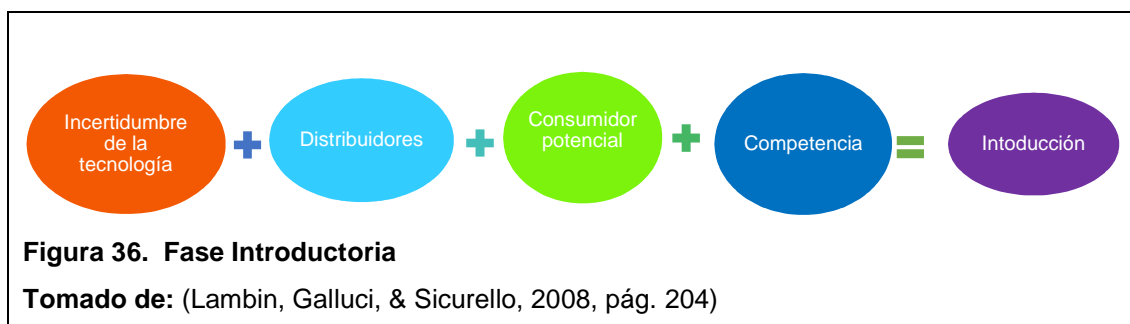 Incertidumbre
de la
tecnología
Distribuidores
Consumidor
potencial
Competencia
Intoducción
Figura 36. Fase Introductoria
Tomado de: (Lambin, Galluci, & Sicurello, 2008, pág. 204)